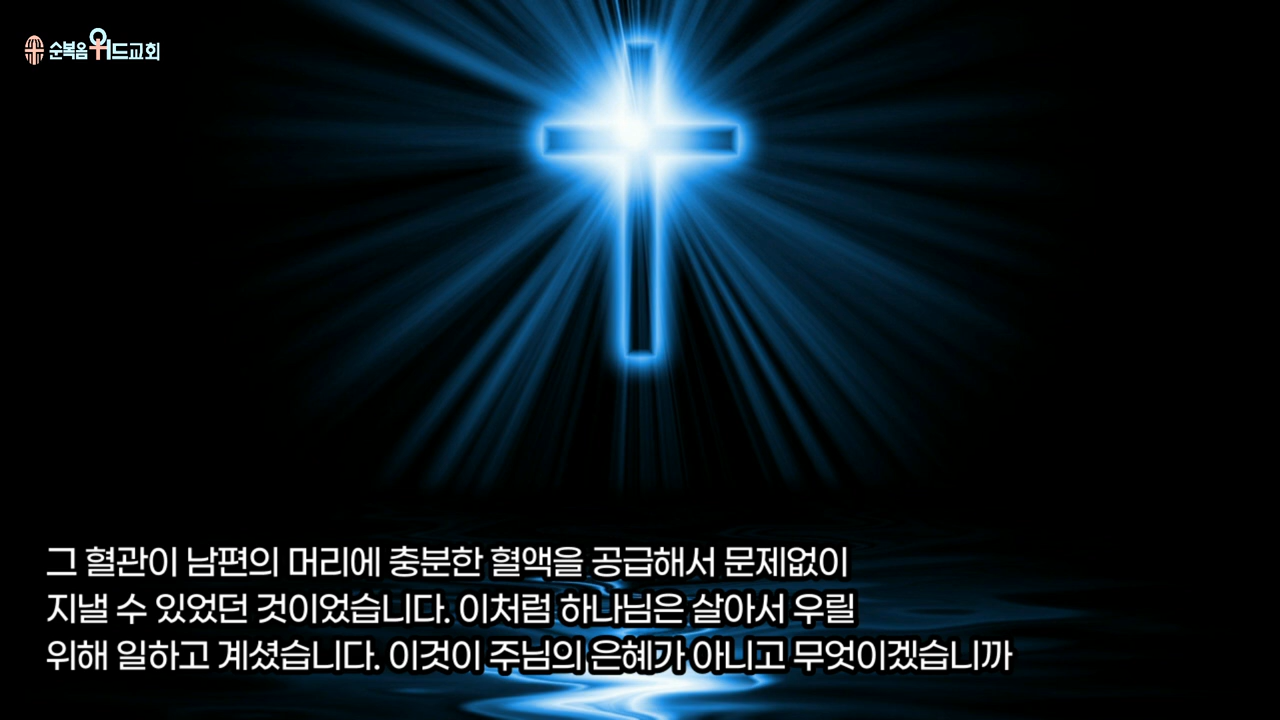 순복음위드교회
그 혈관이 남편의 머리에 충분한 혈액을 공급해서 문제없이
지낼 수 있었던 것이었습니다. 이처럼 하나님은 살아서 우릴
위해 일하고 계셨습니다. 이것이 주님의 은혜가 아니고 무엇이겠습니까